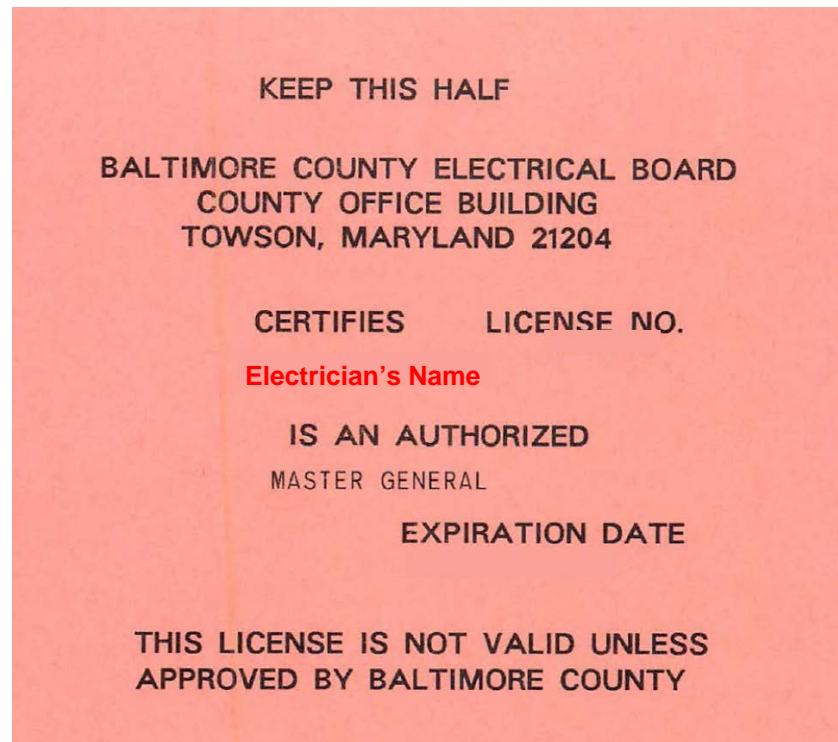 KEEP THIS HALF
BALTIMORE COUNTY ELECTRICAL BOARD
COUNTY OFFICE BUILDING
TOWSON, MARYLAND 21204
CERTIFIES LICENSE NO.
Electrician’s Name
IS AN AUTHORIZED
MASTER GENERAL
EXPIRATION DATE
THIS LICENSE IS NOT VALID UNLESS
APPROVED BY BALTIMORE COUNTY